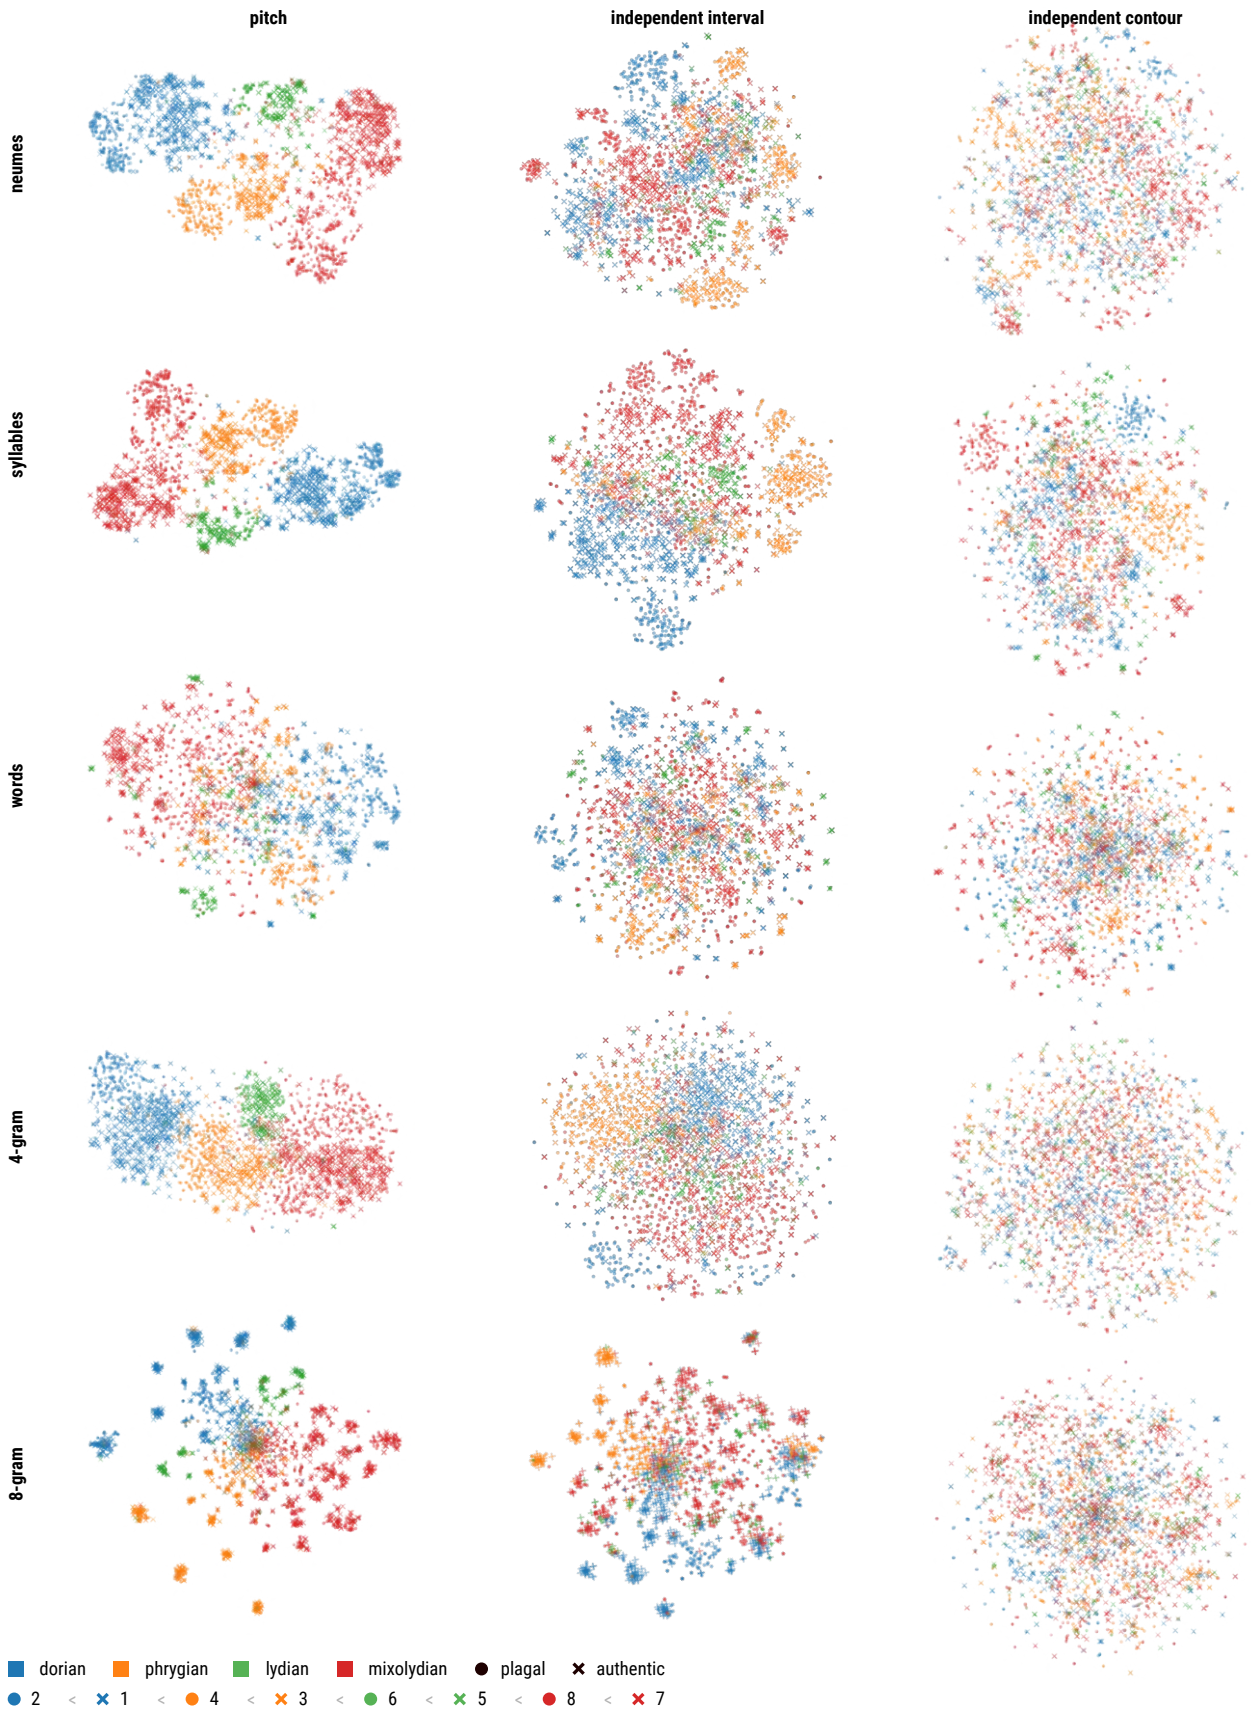 pitch independent interval independent contour
neumes
syllables
words
4-gram
8-gram
dorian phrygian lydian mixolydian plagal authentic
2 < 1 < 4 < 3 < 6 < 5 < 8 < 7